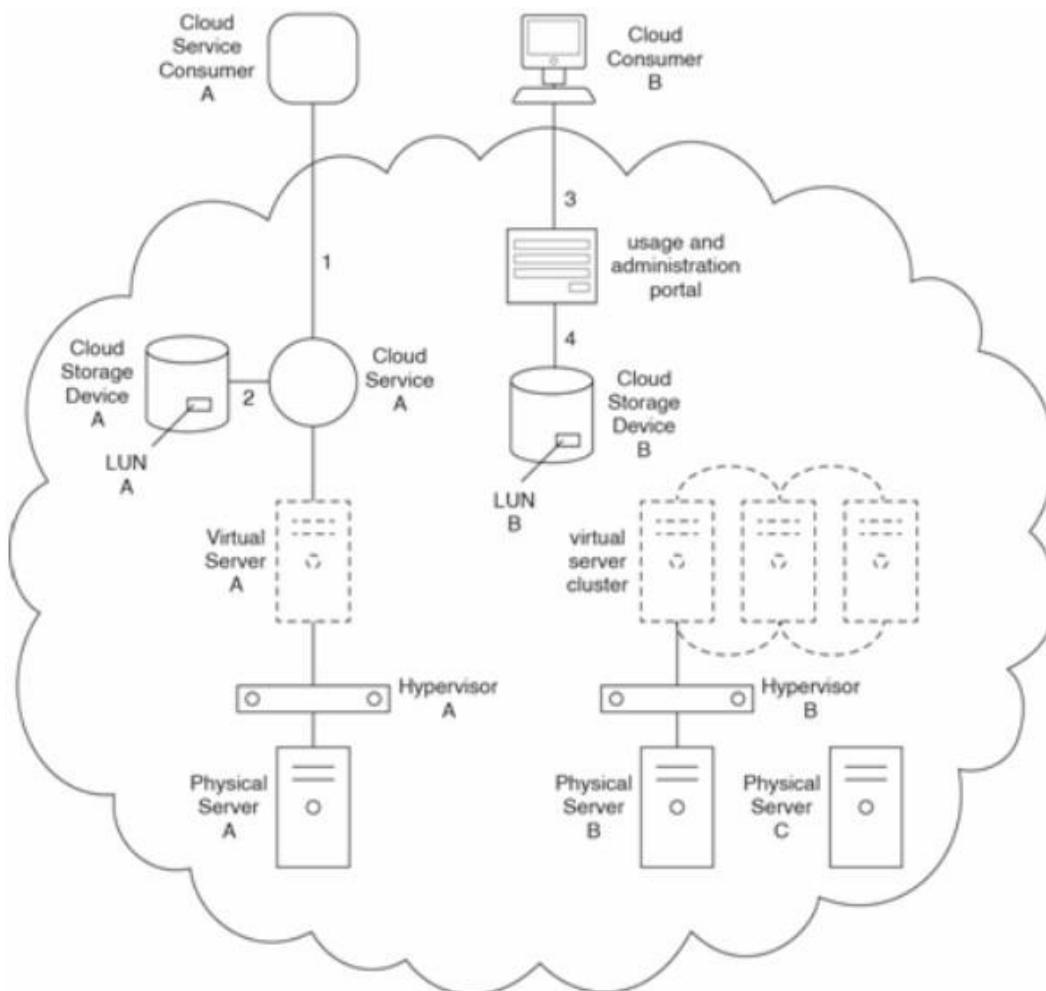 Cloud
Service
Consumer
A
Cloud
Consumer
B
3
usage and
administration
portal
1
4
Cloud
Storage
Device
A
2
Cloud
Service
A
Cloud
Storage
Device
B
LUN
A
LUN
B
Virtual
Server
A
virtual
server
cluster
Hypervisor
A
Hypervisor
B
Physical
Server
A
Physical
Server
B
Physical
Server
C